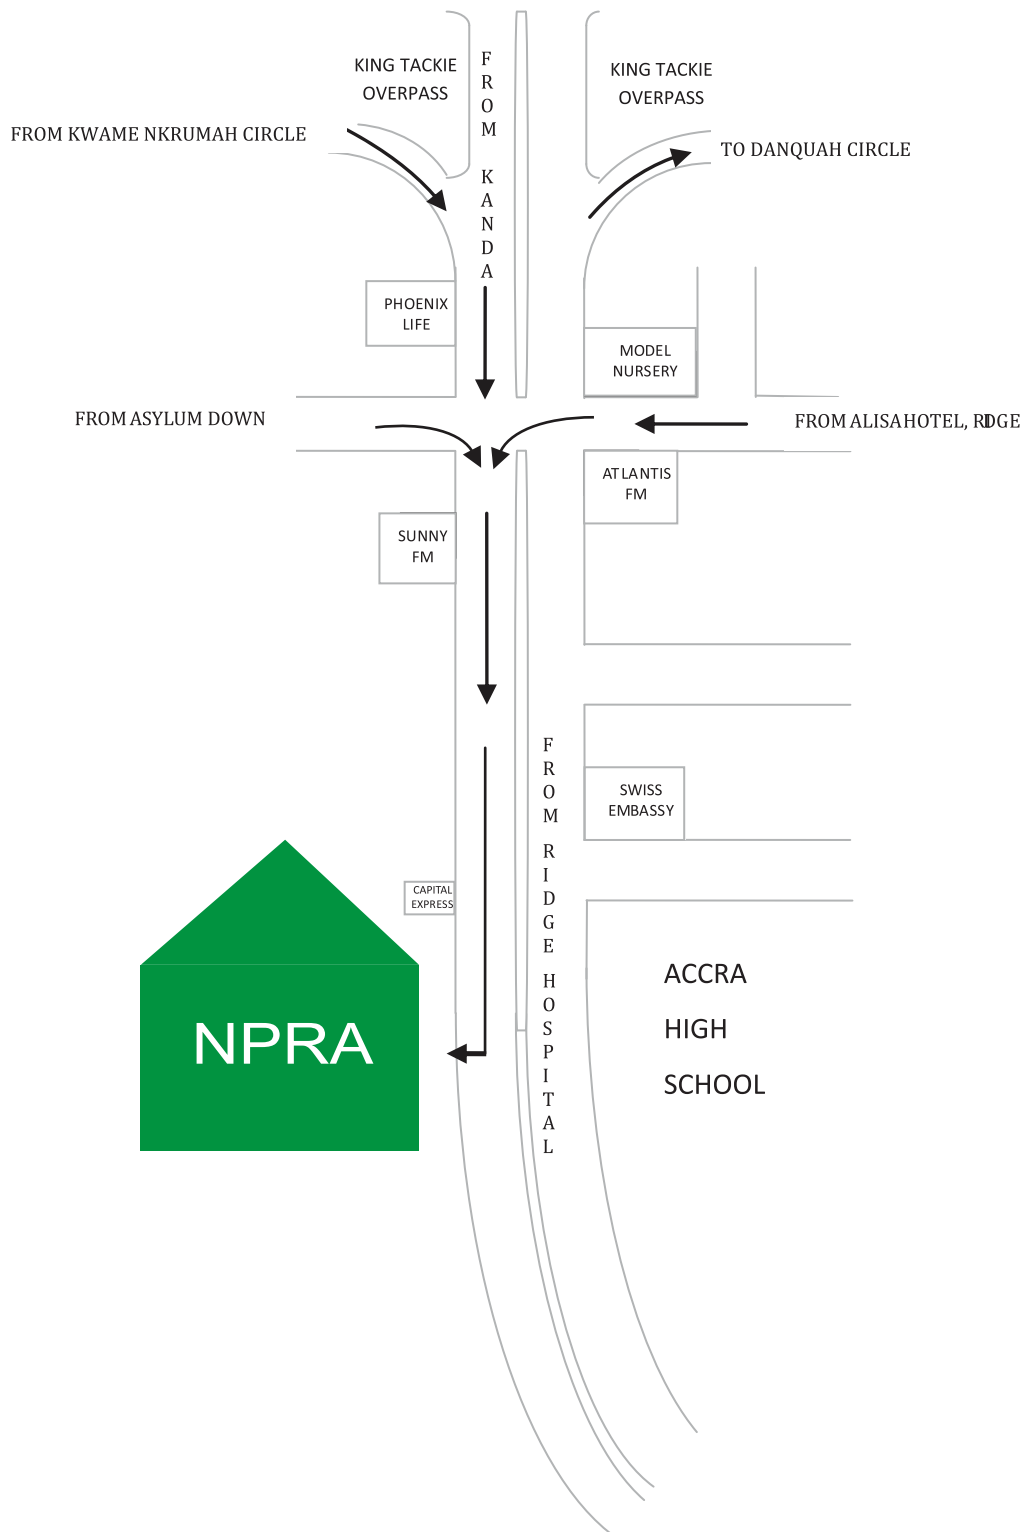 KING TACKIE
OVERPASS
FROM KANDA
KING TACKIE
OVERPASS
FROM KWAME NKRUMAH CIRCLE
TO DANQUAH CIRCLE
PHOENIX
LIFE
MODEL
NURSERY
FROM ASYLUM DOWN
FROM ALISAHOTEL, RIDGE
ATLANTIS
FM
SUNNY
FM
FROM RIDGE HOSPITAL
SWISS
EMBASSY
CAPITAL
EXPRESS
ACCRA
HIGH
SCHOOL
NPRA